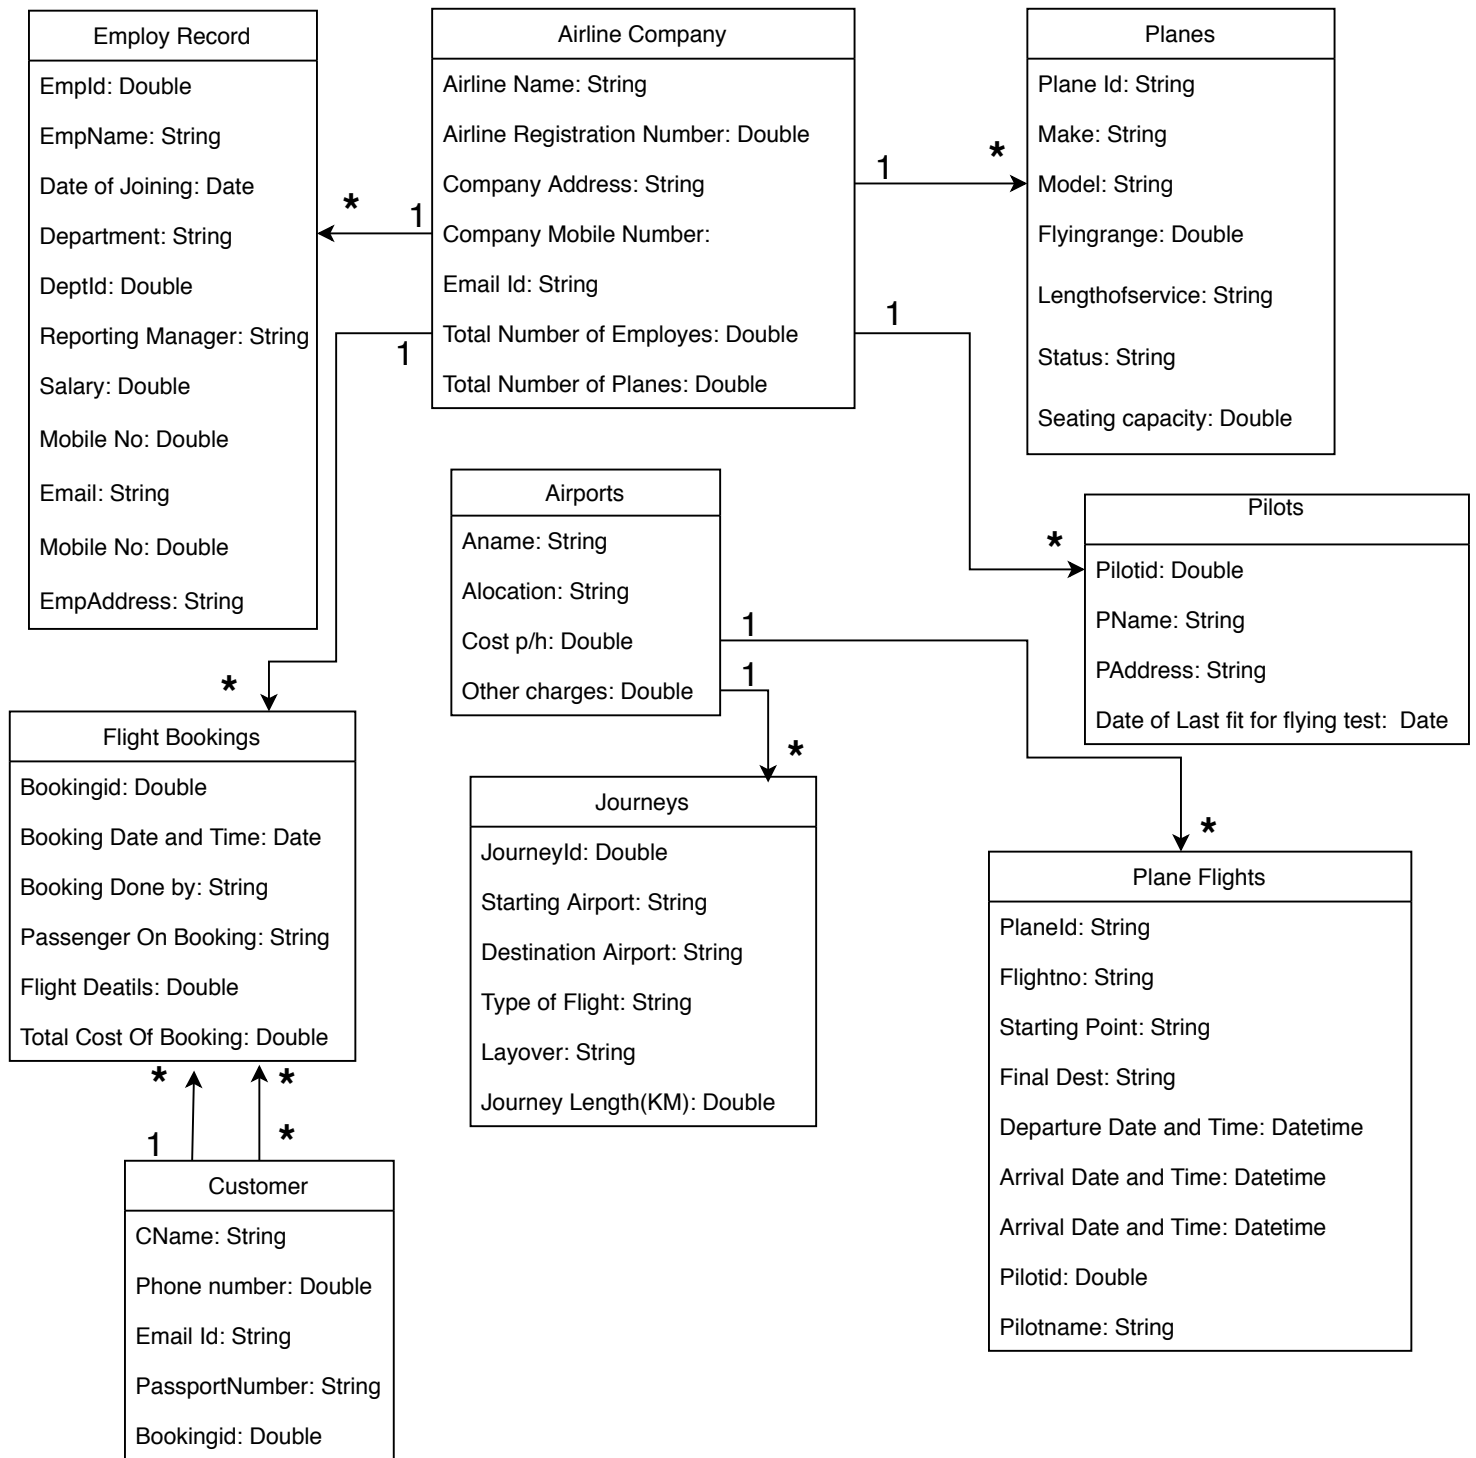 Employ Record
EmpId: Double
EmpName: String
Date of Joining: Date
Department: String
DeptId: Double
Reporting Manager: String
Salary: Double
Mobile No: Double
Email: String
Mobile No: Double
EmpAddress: String
* 1
Airline Company
Airline Name: String
Airline Registration Number: Double
Company Address: String
Company Mobile Number:
Email Id: String
Total Number of Employes: Double
Total Number of Planes: Double
1 *
Planes
Plane Id: String
Make: String
Model: String
Flyingrange: Double
Lengthofservice: String
Status: String
Seating capacity: Double
1
*
1
*
Pilots
Pilotid: Double
PName: String
PAddress: String
Date of Last fit for flying test: Date
Airports
Aname: String
Alocation: String
Cost p/h: Double
Other charges: Double
1
1
*
*
Flight Bookings
Bookingid: Double
Booking Date and Time: Date
Booking Done by: String
Passenger On Booking: String
Flight Deatils: Double
Total Cost Of Booking: Double
* *
1 *
Journeys
JourneyId: Double
Starting Airport: String
Destination Airport: String
Type of Flight: String
Layover: String
Journey Length(KM): Double
Plane Flights
PlaneId: String
Flightno: String
Starting Point: String
Final Dest: String
Departure Date and Time: Datetime
Arrival Date and Time: Datetime
Arrival Date and Time: Datetime
Pilotid: Double
Pilotname: String
Customer
CName: String
Phone number: Double
Email Id: String
PassportNumber: String
Bookingid: Double